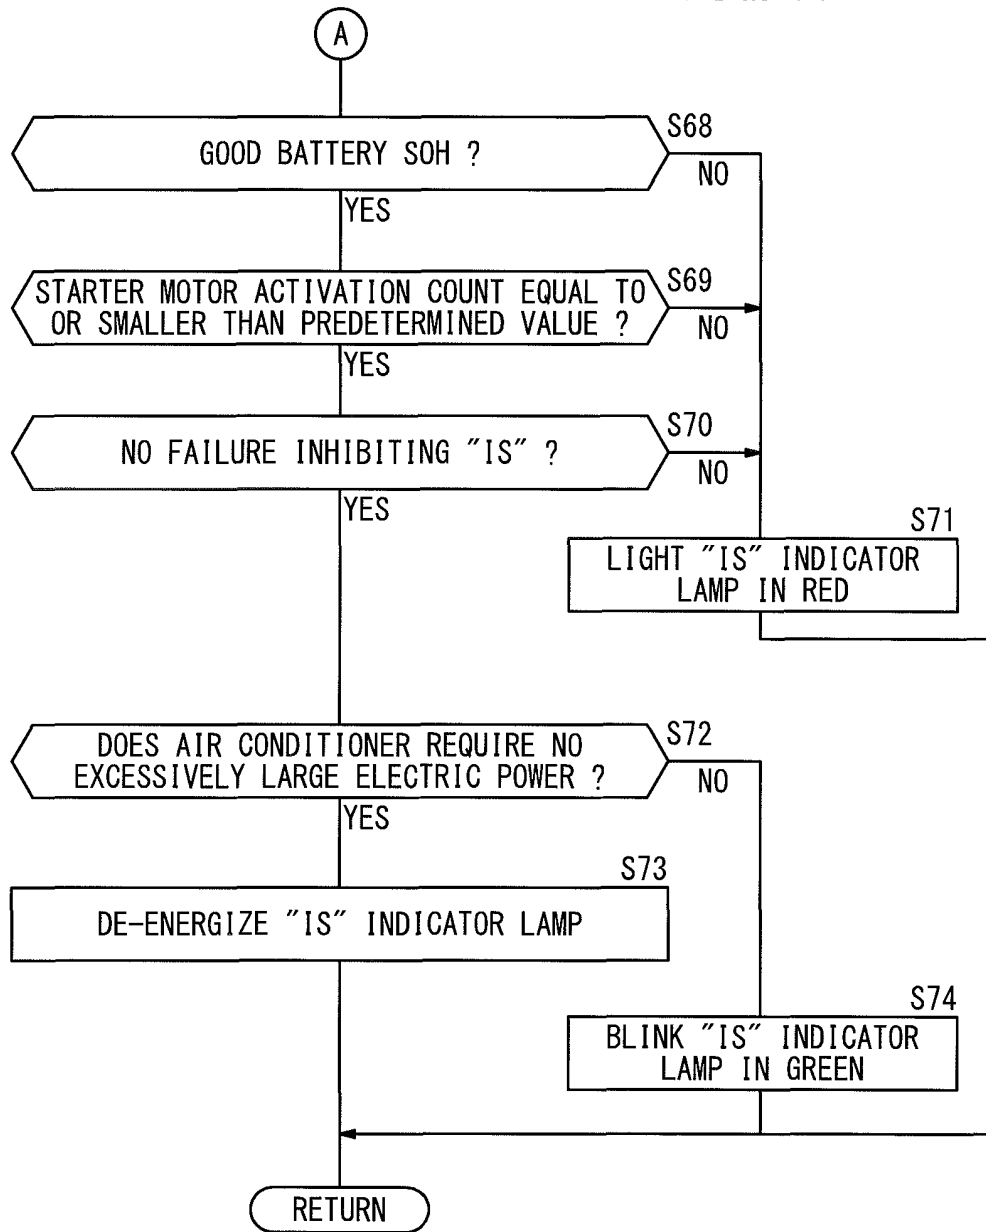 A
S68
GOOD BATTERY SOH ?
NO
YES
S69
STARTER MOTOR ACTIVATION COUNT EQUAL TO
OR SMALLER THAN PREDETERMINED VALUE ?
NO
YES
S70
NO FAILURE INHIBITING "IS" ?
NO
YES
S71
LIGHT "IS" INDICATOR
LAMP IN RED
S72
DOES AIR CONDITIONER REQUIRE NO
EXCESSIVELY LARGE ELECTRIC POWER ?
NO
YES
S73
DE-ENERGIZE "IS" INDICATOR LAMP
S74
BLINK "IS" INDICATOR
LAMP IN GREEN
RETURN